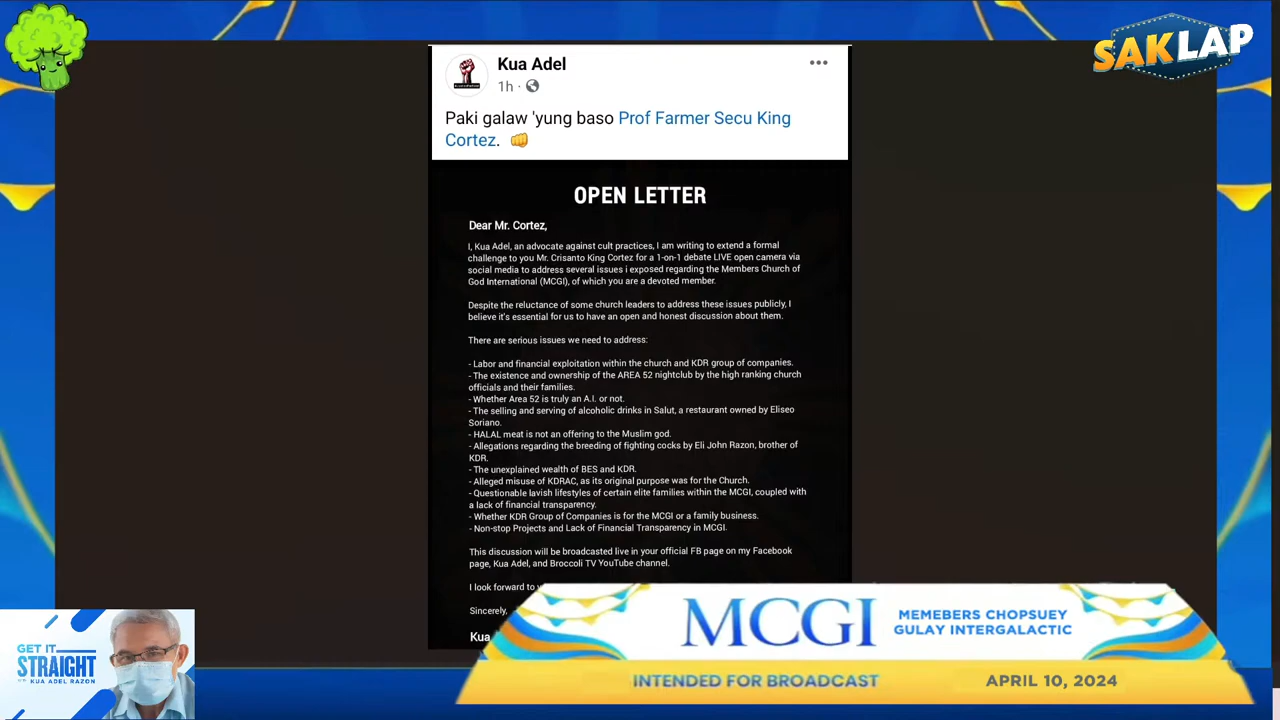 SAKLAP
Kua Adel
1h
Paki galaw 'yung baso Prof Farmer Secu King
Cortez.
OPEN LETTER
Dear Mr. Cortez,
I, Kua Adel, an advocate against cult practices, I am writing to extend a formal
challenge to you Mr. Crisanto King Cortez for a 1-on-1 debate LIVE open camera via
social media to address several issues i exposed regarding the Members Church of
God International (MCGI), of which you are a devoted member.
Despite the reluctance of some church leaders to address these issues publicly, I
believe it's essential for us to have an open and honest discussion about them.
There are serious issues we need to address:
- Labor and financial exploitation within the church and KDR group of companies.
- The existence and ownership of the AREA 52 nightclub by the high ranking church
officials and their families.
- Whether Area 52 is truly an A.I. or not.
- The selling and serving of alcoholic drinks in Salut, a restaurant owned by Eliseo
Soriano.
- HALAL meat is not an offering to the Muslim god.
- Allegations regarding the breeding of fighting cocks by Eli John Razon, brother of
KDR.
- The unexplained wealth of BES and KDR.
- Alleged misuse of KDRAC, as its original purpose was for the Church.
- Questionable lavish lifestyles of certain elite families within the MCGI, coupled with
a lack of financial transparency.
- Whether KDR Group of Companies is for the MCGI or a family business.
- Non-stop Projects and Lack of Financial Transparency in MCGI.
This discussion will be broadcasted live in your official FB page on my Facebook
page, Kua Adel, and Broccoli TV YouTube channel.
I look forward to
Sincerely,
Kua
GET IT
STRAIGHT
KUA ADEL RAZON
MCGI
MEMEBERS CHOPSUEY
GULAY INTERGALACTIC
INTENDED FOR BROADCAST
APRIL 10, 2024